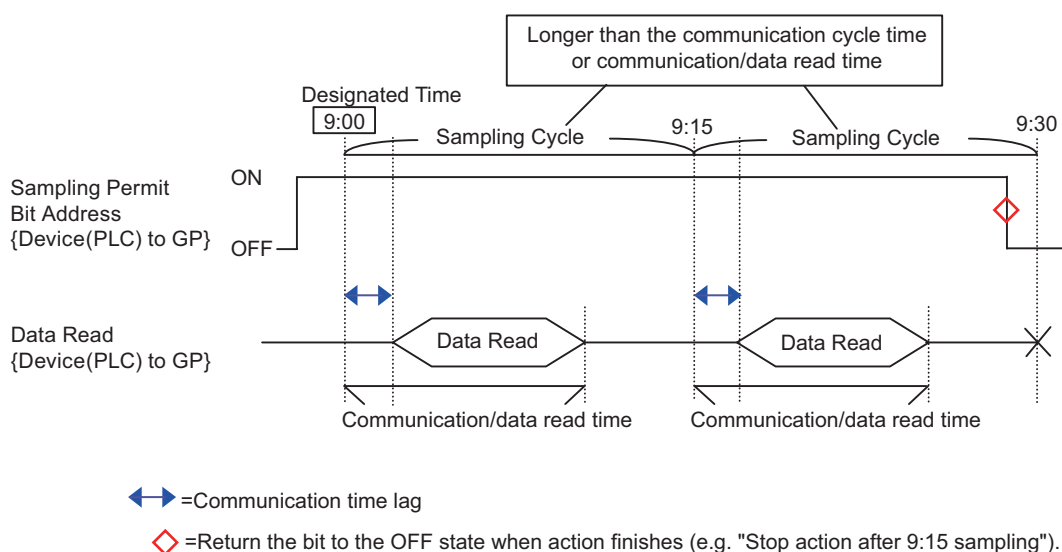 Longer than the communication cycle time
or communication/data read time
Designated Time
9:00
Sampling Cycle
9:15
Sampling Cycle
9:30
Sampling Permit
Bit Address
{Device(PLC) to GP}
ON
OFF
Data Read
{Device(PLC) to GP}
Data Read
Data Read
Communication/data read time
Communication/data read time
=Communication time lag
=Return the bit to the OFF state when action finishes (e.g. "Stop action after 9:15 sampling").